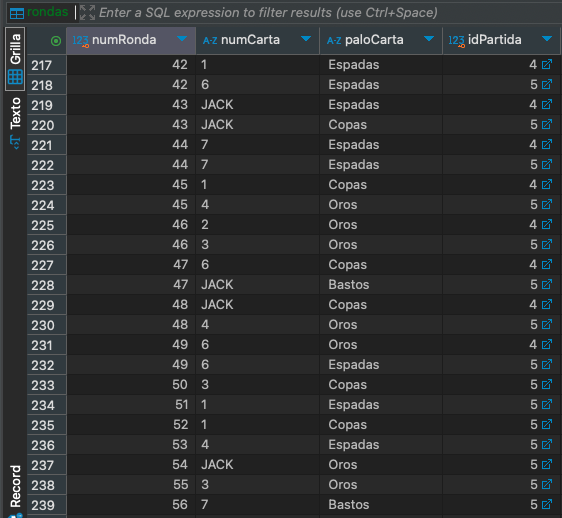 rondas Enter a SQL expression to filter results (use Ctrl+Space)
Grilla
Texto
Record
123 numRonda A-Z numCarta A-Z paloCarta 123 idPartida
217 42 1 Espadas 4
218 42 6 Espadas 5
219 43 JACK Espadas 4
220 43 JACK Copas 5
221 44 7 Espadas 4
222 44 7 Espadas 5
223 45 1 Copas 4
224 45 4 Oros 5
225 46 2 Oros 4
226 46 3 Oros 5
227 47 6 Copas 4
228 47 JACK Bastos 5
229 48 JACK Copas 4
230 48 4 Oros 5
231 49 6 Oros 4
232 49 6 Espadas 5
233 50 3 Copas 5
234 51 1 Espadas 5
235 52 1 Copas 5
236 53 4 Espadas 5
237 54 JACK Oros 5
238 55 3 Oros 5
239 56 7 Bastos 5